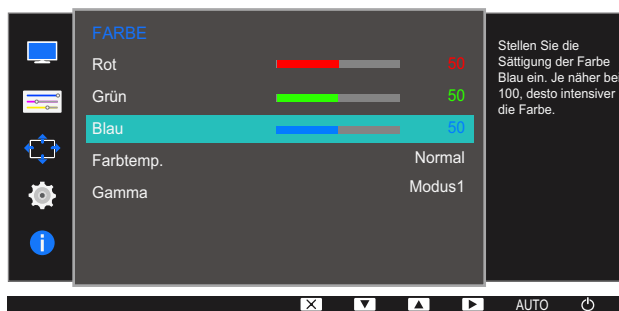 FARBE
Rot 50
Grün 50
Blau 50
Farbtemp. Normal
Gamma Modus1
Stellen Sie die
Sättigung der Farbe
Blau ein. Je näher bei
100, desto intensiver
die Farbe.
AUTO